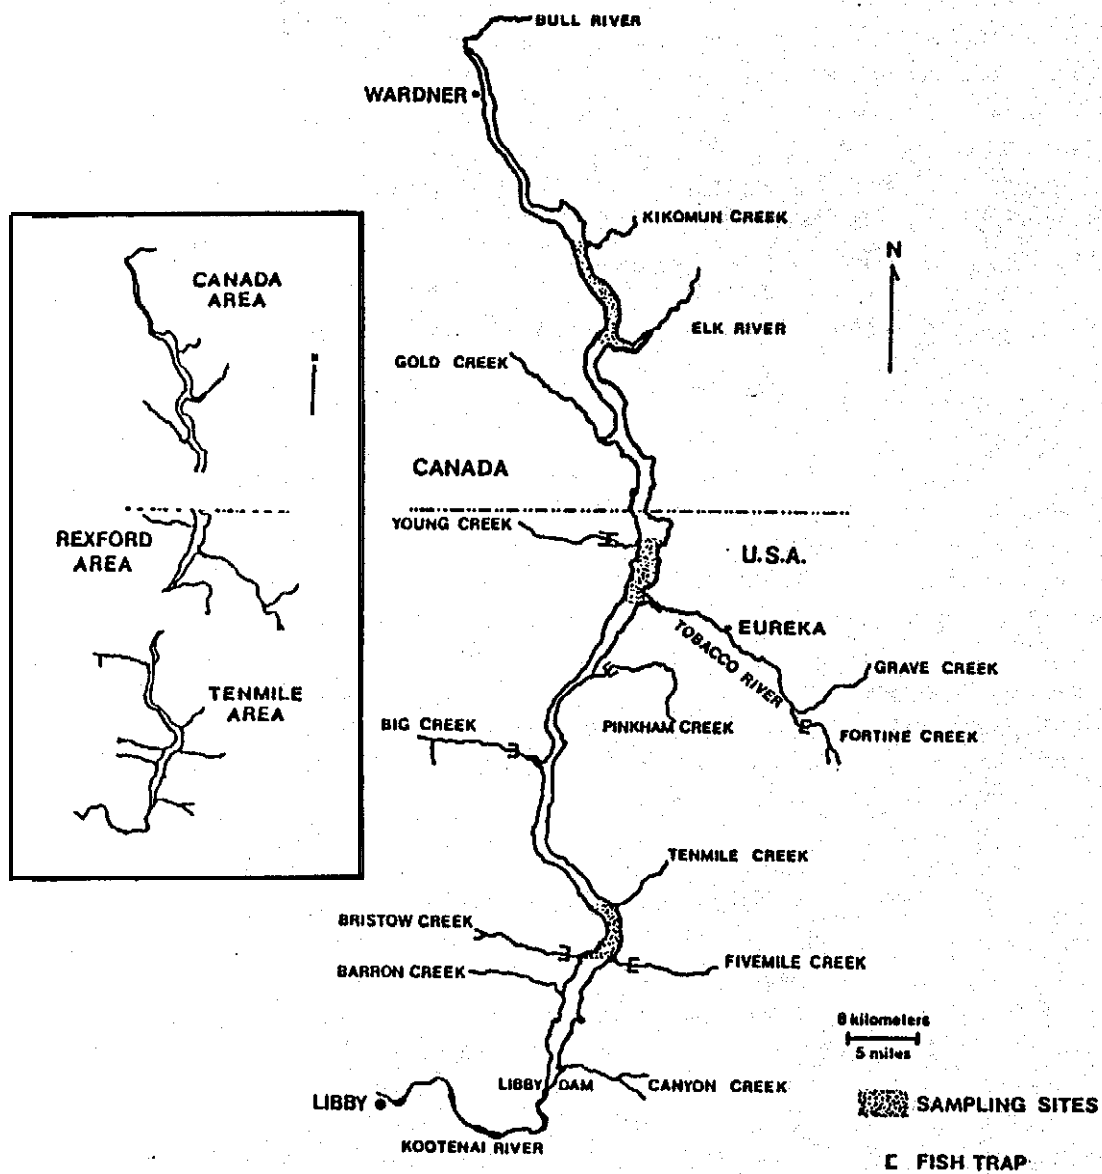 BULL RIVER
WARDNER
KIKOMUN CREEK
N
ELK RIVER
GOLD CREEK
CANADA
YOUNG CREEK
U.S.A.
EUREKA
TOBACCO RIVER
GRAVE CREEK
PINKHAM CREEK
FORTINE CREEK
BIG CREEK
TENMILE CREEK
BRISTOW CREEK
FIVEMILE CREEK
BARRON CREEK
8 kilometers
5 miles
LIBBY DAM
CANYON CREEK
LIBBY
KOOTENAI RIVER
SAMPLING SITES
FISH TRAP
CANADA
AREA
REXFORD
AREA
TENMILE
AREA